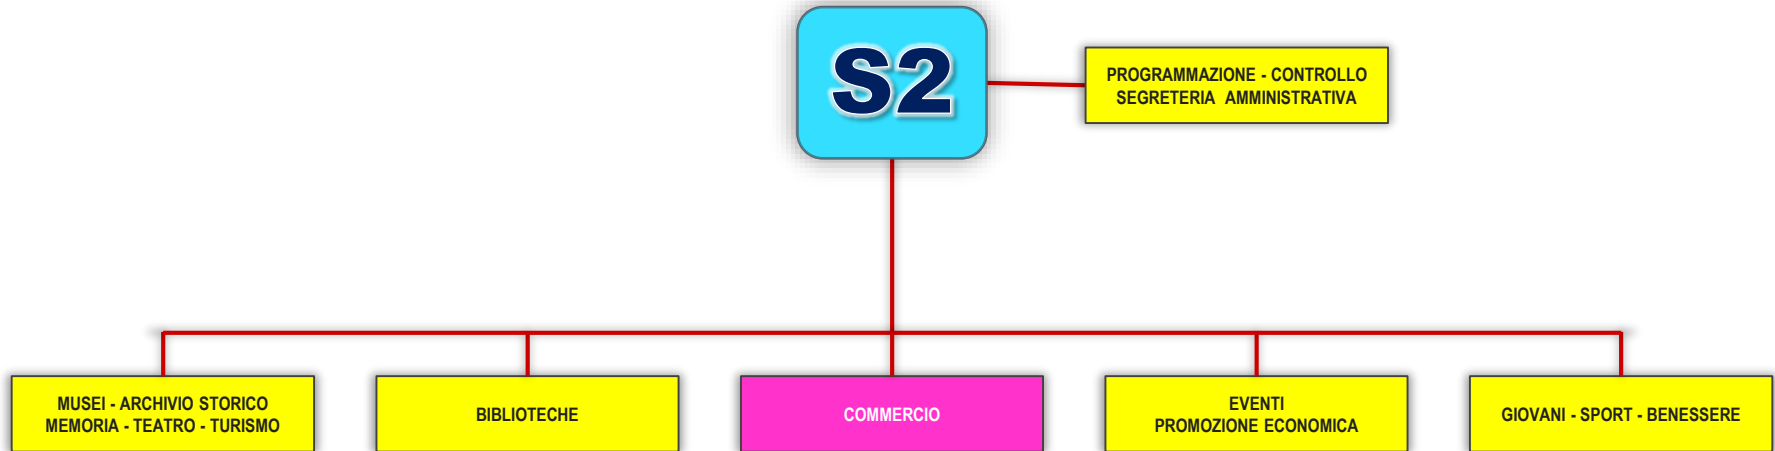 S2
PROGRAMMAZIONE - CONTROLLO
SEGRETERIA AMMINISTRATIVA
MUSEI - ARCHIVIO STORICO
MEMORIA - TEATRO - TURISMO
BIBLIOTECHE
COMMERCIO
EVENTI
PROMOZIONE ECONOMICA
GIOVANI - SPORT - BENESSERE